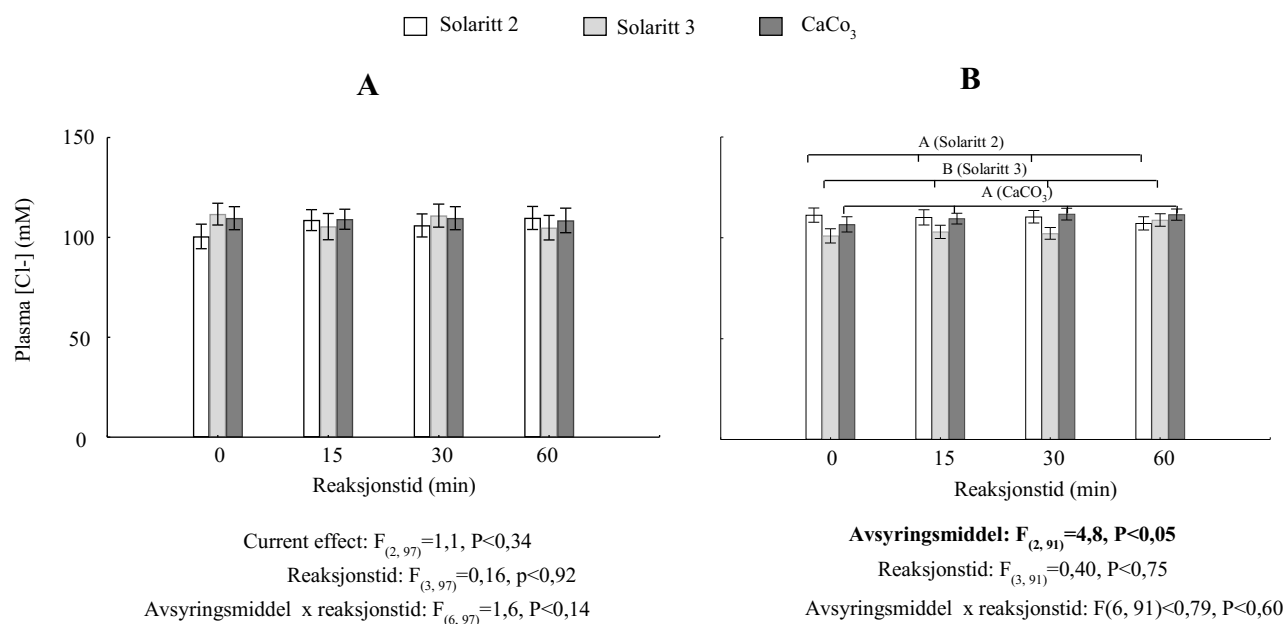 Solaritt 2 Solaritt 3 CaCo3
A
B
150
100
50
0
Plasma [Cl-] (mM)
0 15 30 60
Reaksjonstid (min)
A (Solaritt 2)
B (Solaritt 3)
A (CaCO3)
0 15 30 60
Reaksjonstid (min)
Current effect: F(2, 97)=1,1, P<0,34
Reaksjonstid: F(3, 97)=0,16, p<0,92
Avsyringsmiddel x reaksjonstid: F(6, 97)=1,6, P<0,14
Avsyringsmiddel: F(2, 91)=4,8, P<0,05
Reaksjonstid: F(3, 91)=0,40, P<0,75
Avsyringsmiddel x reaksjonstid: F(6, 91)<0,79, P<0,60